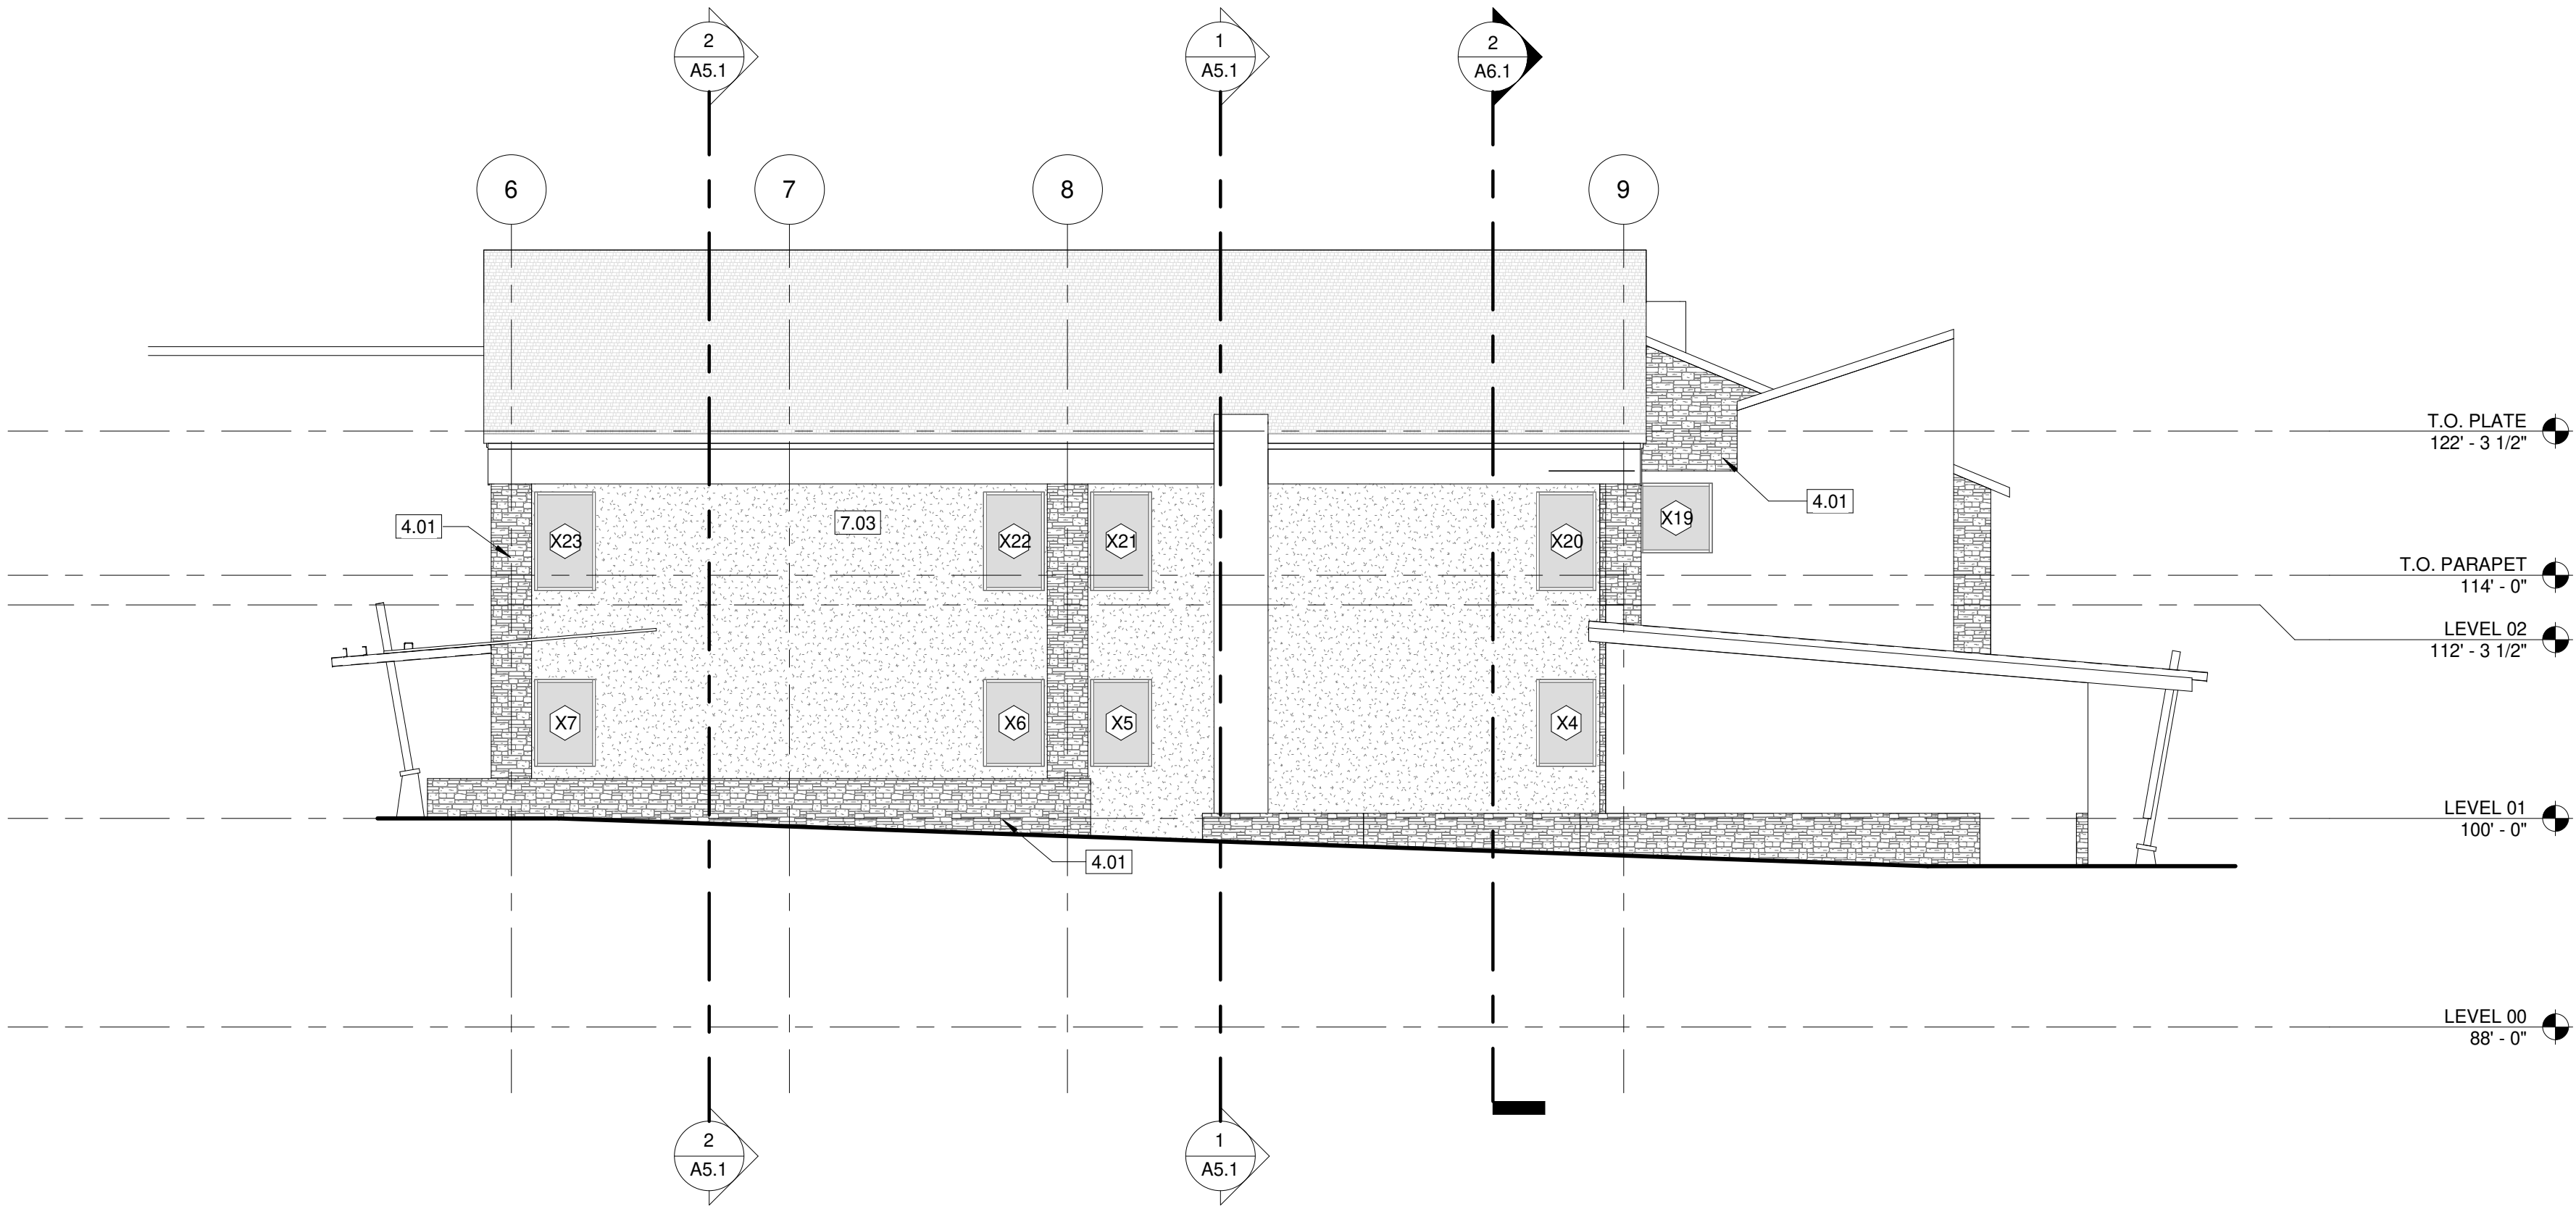 2
A5.1
1
A5.1
2
A6.1
6
7
8
9
T.O. PLATE
122' - 3 1/2"
4.01
7.03
4.01
X23
X22
X21
X20
X19
T.O. PARAPET
114' - 0"
LEVEL 02
112' - 3 1/2"
X7
X6
X5
X4
LEVEL 01
100' - 0"
4.01
LEVEL 00
88' - 0"
2
A5.1
1
A5.1